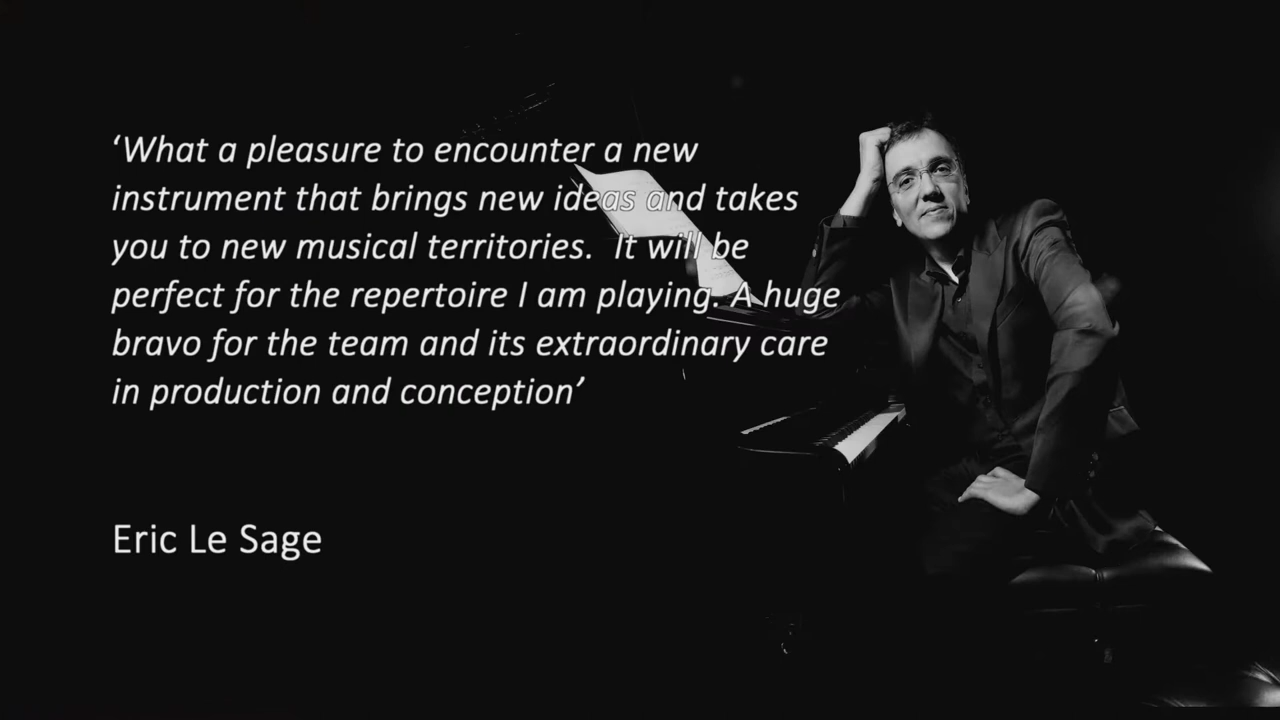 ‘What a pleasure to encounter a new
instrument that brings new ideas and takes
you to new musical territories.  It will be
perfect for the repertoire I am playing. A huge
bravo for the team and its extraordinary care
in production and conception’
Eric Le Sage